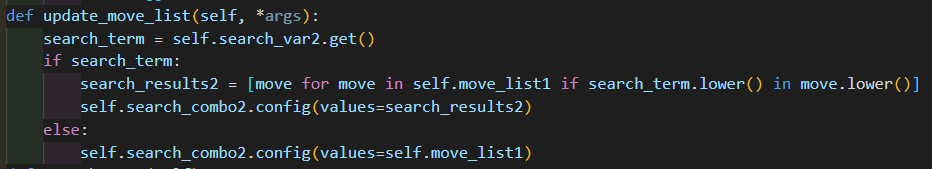 def update_move_list(self, *args):
    search_term = self.search_var2.get()
    if search_term:
        search_results2 = [move for move in self.move_list1 if search_term.lower() in move.lower()]
        self.search_combo2.config(values=search_results2)
    else:
        self.search_combo2.config(values=self.move_list1)